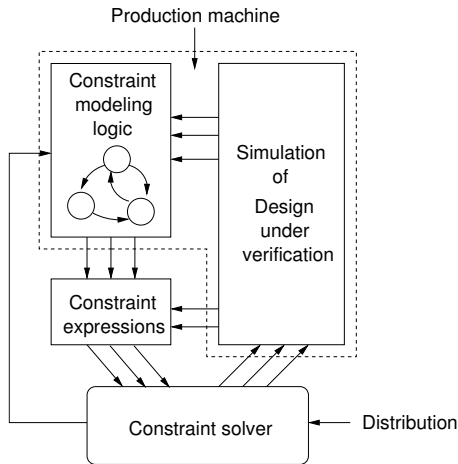 Production machine
Constraint
modeling
logic
Simulation
of
Design
under
verification
Constraint
expressions
Constraint solver
Distribution